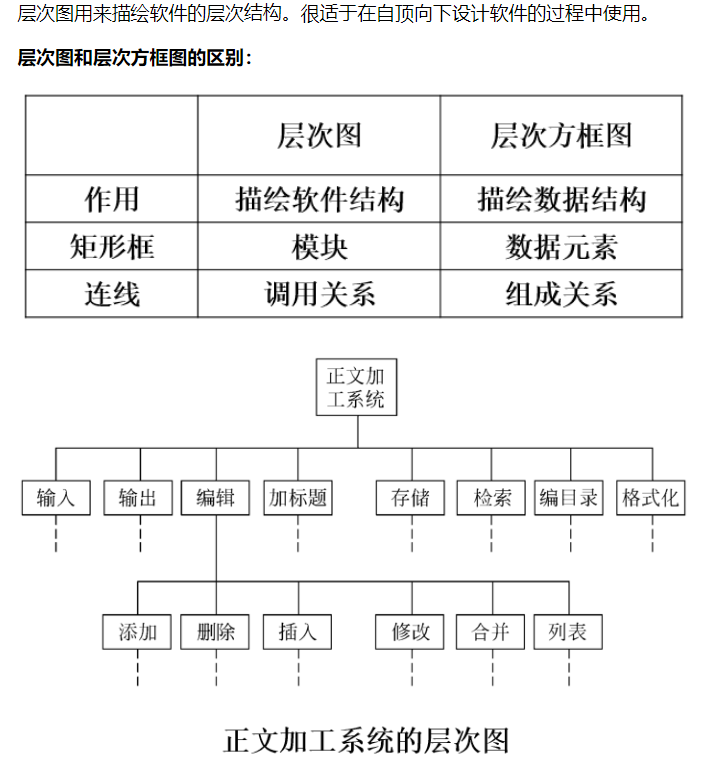 层次图用来描绘软件的层次结构。很适于在自顶向下设计软件的过程中使用。
层次图和层次方框图的区别：
层次图 层次方框图
作用 描绘软件结构 描绘数据结构
矩形框 模块 数据元素
连线 调用关系 组成关系
正文加
工系统
输入 输出 编辑 加标题 存储 检索 编目录 格式化
添加 删除 插入 修改 合并 列表
正文加工系统的层次图